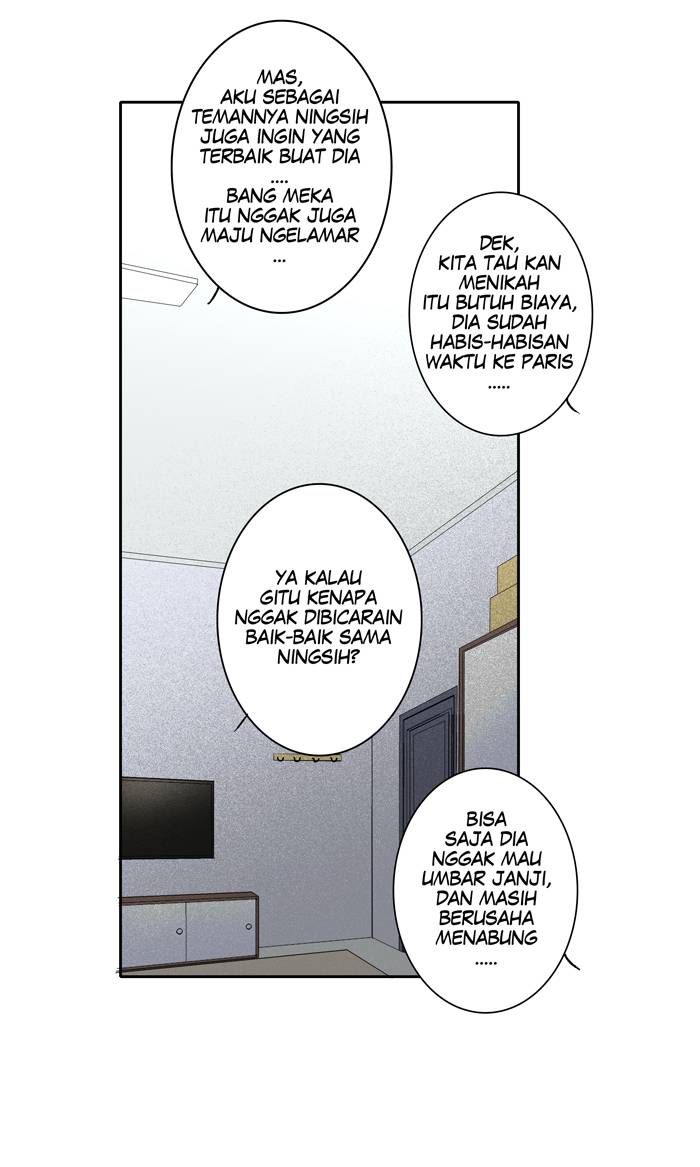 MAS,
AKU SEBAGAI
TEMANNYA NINGSIH
JUGA INGIN YANG
TERBAIK BUAT DIA
....
BANG MEKA
ITU NGGAK JUGA
MAJU NGELAMAR
...
DEK,
KITA TAU KAN
MENIKAH
ITU BUTUH BIAYA,
DIA SUDAH
HABIS-HABISAN
WAKTU KE PARIS
.....
YA KALAU
GITU KENAPA
NGGAK DIBICARAIN
BAIK-BAIK SAMA
NINGSIH?
BISA
SAJA DIA
NGGAK MAU
UMBAR JANJI,
DAN MASIH
BERUSAHA
MENABUNG
.....